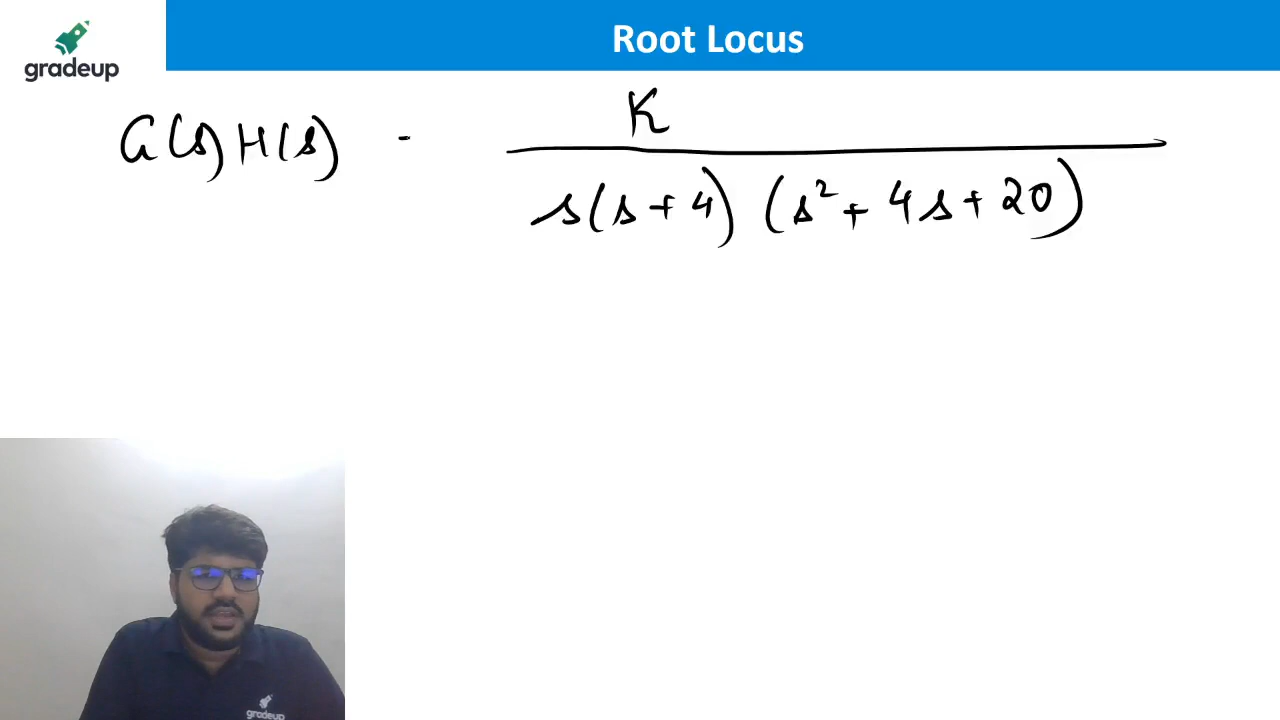 Root Locus
gradeup
G(s)H(s) - K
s(s+4) (s²+4s+20)
gradeup